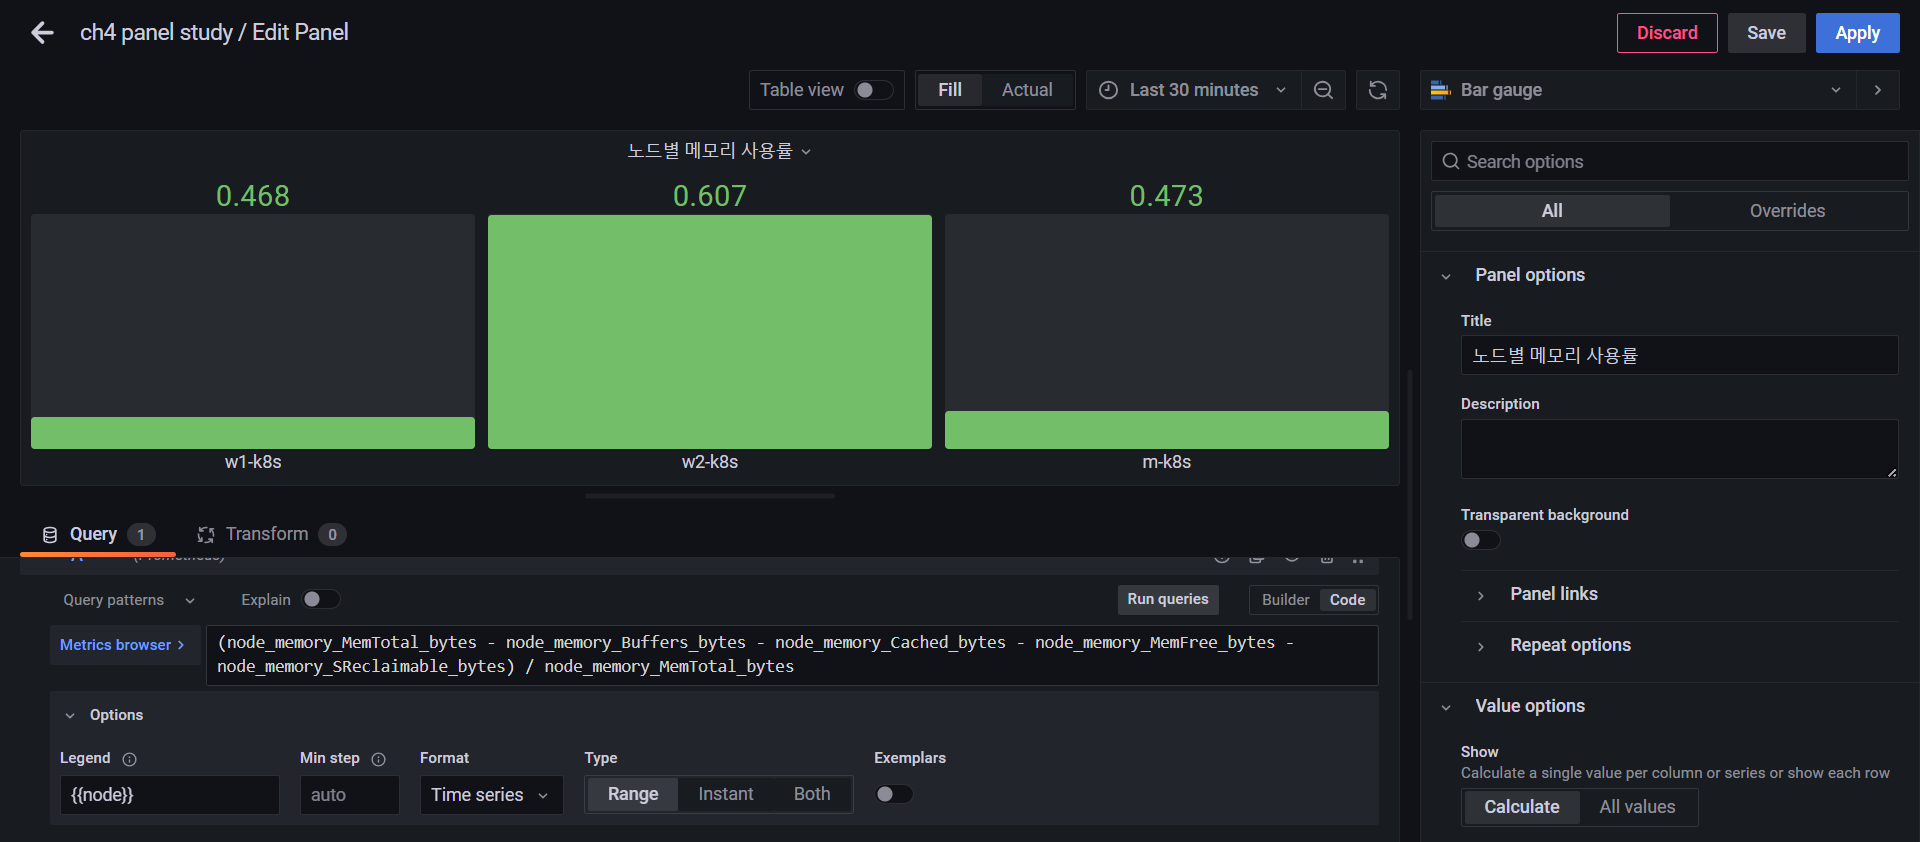 ch4 panel study / Edit Panel
Discard
Save
Apply
Table view
Fill
Actual
Last 30 minutes
Bar gauge
노드별 메모리 사용률
0.468
0.607
0.473
w1-k8s
w2-k8s
m-k8s
Search options
All
Overrides
Panel options
Title
노드별 메모리 사용률
Description
Transparent background
Panel links
Repeat options
Value options
Show
Calculate a single value per column or series or show each row
Calculate
All values
Query 1
Transform 0
Query patterns
Explain
Run queries
Builder
Code
Metrics browser >
(node_memory_MemTotal_bytes - node_memory_Buffers_bytes - node_memory_Cached_bytes - node_memory_MemFree_bytes -
node_memory_SReclaimable_bytes) / node_memory_MemTotal_bytes
Options
Legend
Min step
Format
Type
Exemplars
{{node}}
auto
Time series
Range
Instant
Both